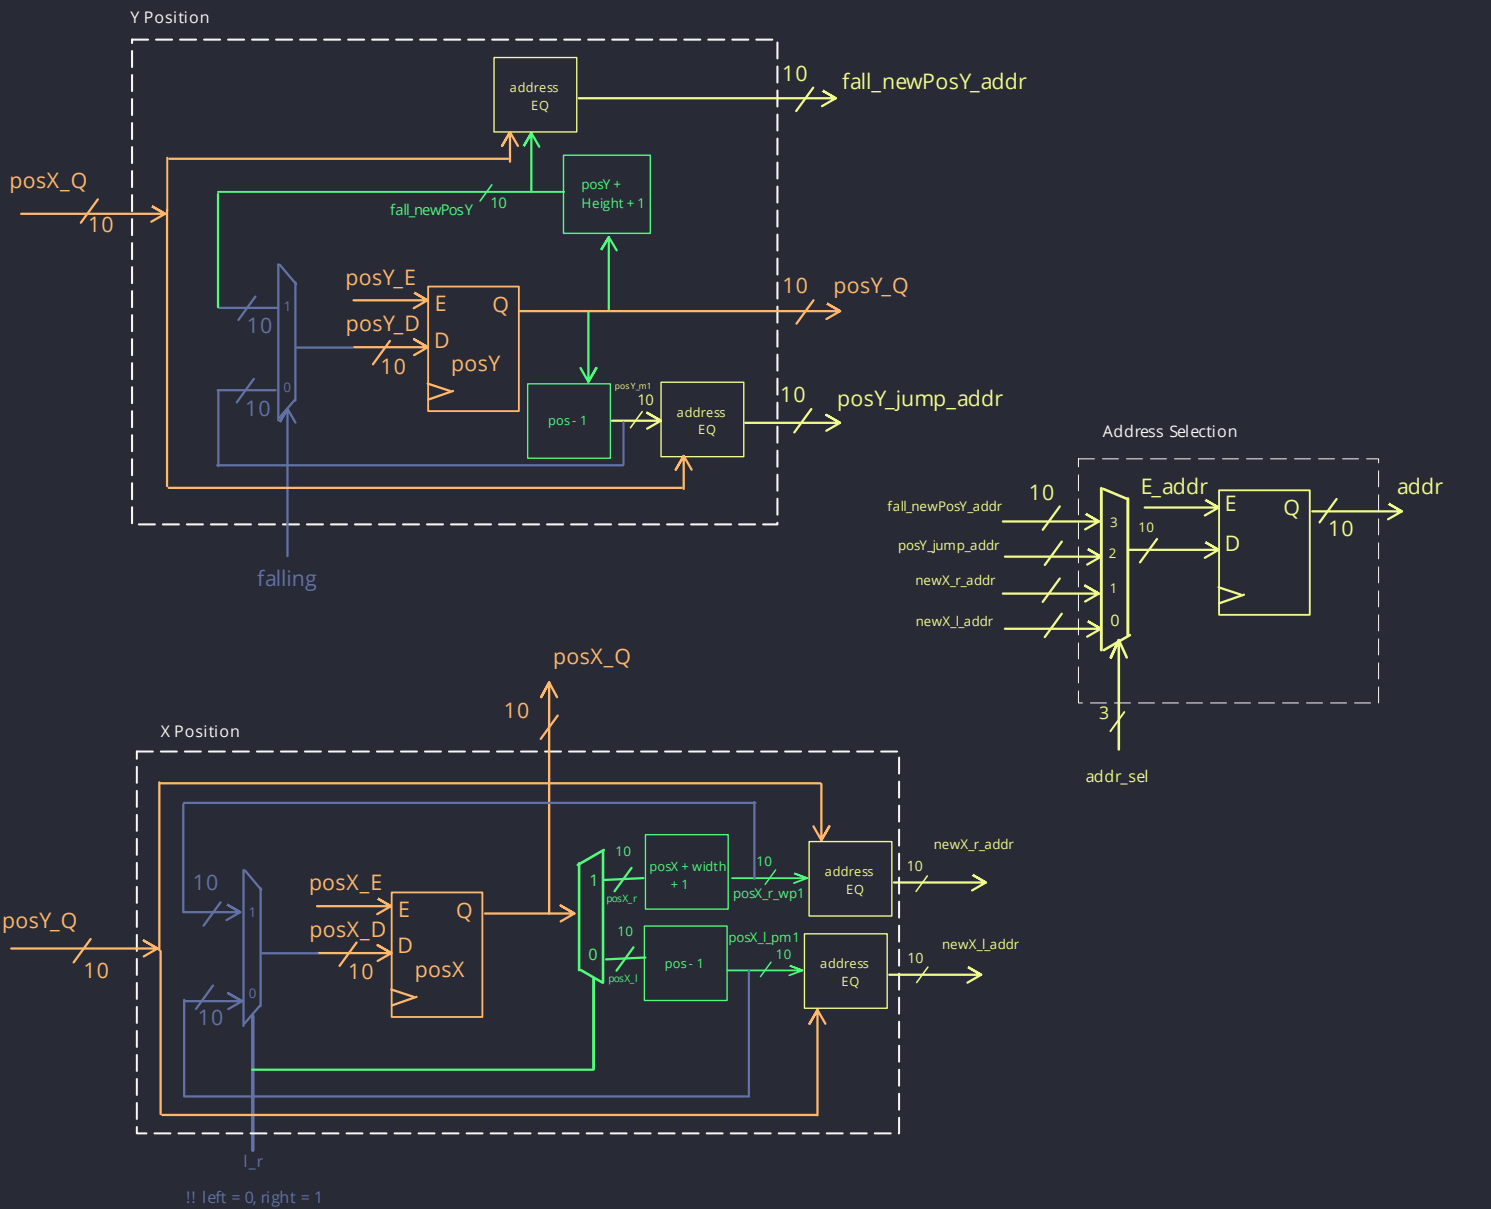 Y Position
address
EQ
10
fall_newPosY_addr
posX_Q
10
posY +
Height + 1
fall_newPosY
10
posY_E
E
Q
10
posY_Q
1
10
posY_D
D
10
posY
0
10
pos - 1
posY_m1
10
address
EQ
10
posY_jump_addr
falling
Address Selection
10
E_addr
E
Q
addr
fall_newPosY_addr
3
10
10
posY_jump_addr
2
D
newX_r_addr
1
newX_l_addr
0
3
addr_sel
posX_Q
10
X Position
10
posX_E
E
Q
1
10
posX + width
+ 1
10
address
EQ
10
newX_r_addr
1
posX_r
posX_r_wp1
posY_Q
10
posX_D
D
10
posX
0
10
posX_l
pos - 1
posX_l_pm1
10
address
EQ
10
newX_l_addr
0
10
l_r
!! left = 0, right = 1